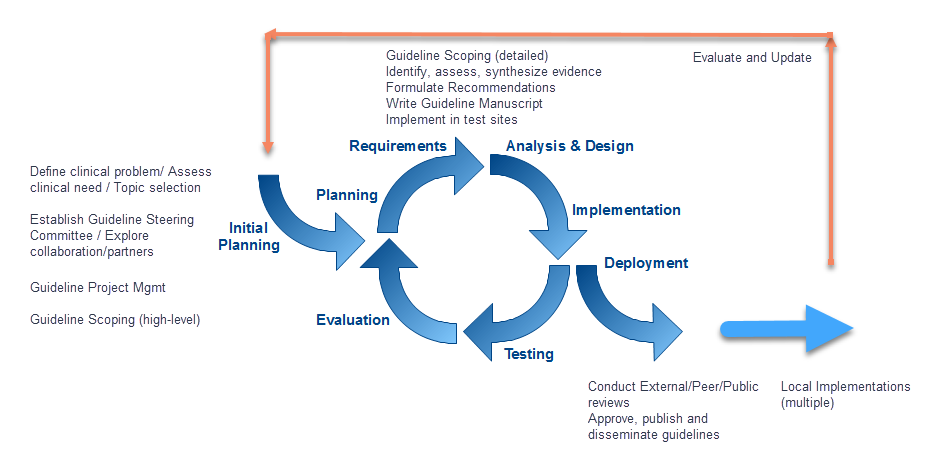 Guideline Scoping (detailed)
Identify, assess, synthesize evidence
Formulate Recommendations
Write Guideline Manuscript
Implement in test sites
Evaluate and Update
Requirements
Analysis & Design
Define clinical problem/ Assess
clinical need / Topic selection
Establish Guideline Steering
Committee / Explore
collaboration/partners
Guideline Project Mgmt
Guideline Scoping (high-level)
Planning
Initial
Planning
Implementation
Deployment
Evaluation
Testing
Conduct External/Peer/Public
reviews
Approve, publish and
disseminate guidelines
Local Implementations
(multiple)